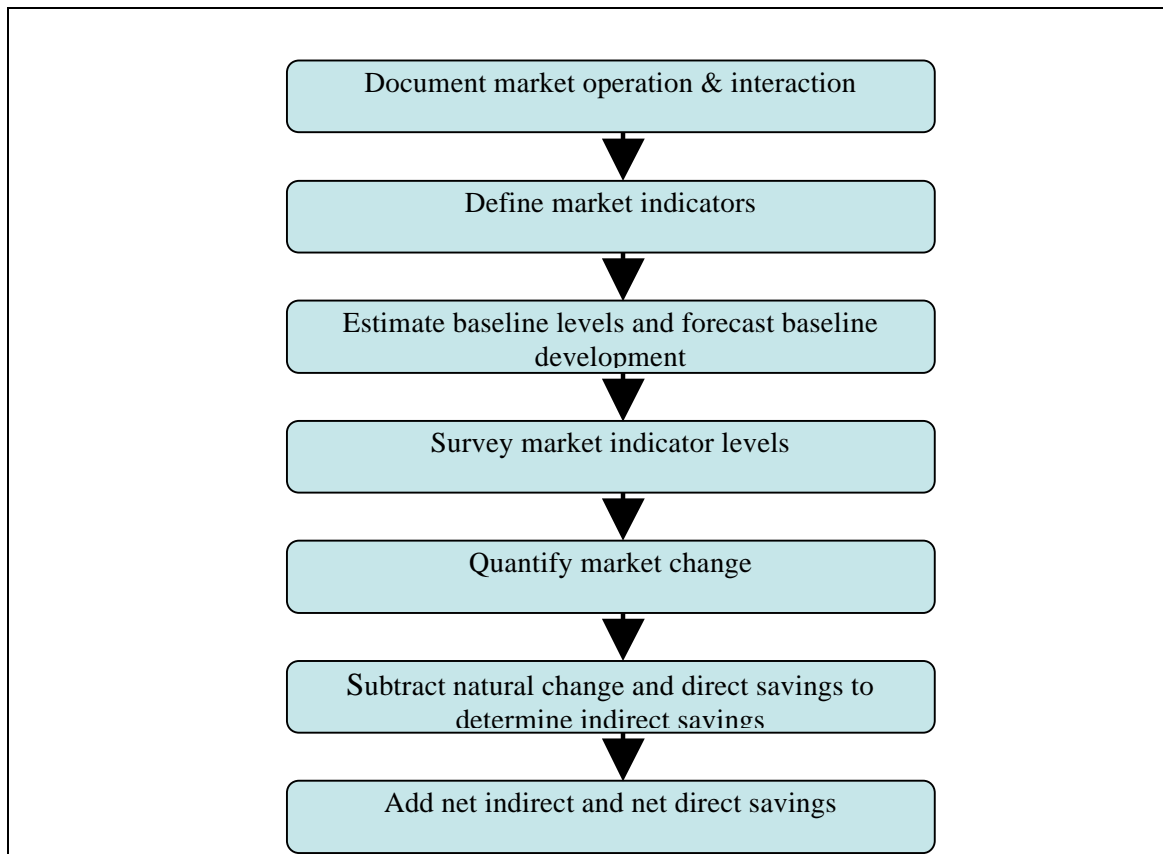 Document market operation & interaction
Define market indicators
Estimate baseline levels and forecast baseline
development
Survey market indicator levels
Quantify market change
Subtract natural change and direct savings to
determine indirect savings
Add net indirect and net direct savings